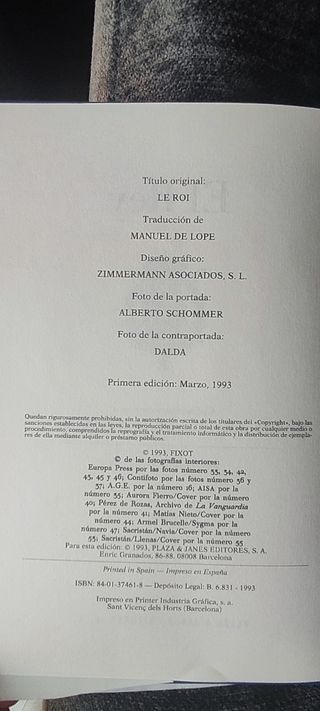 Título original:
LE ROI
Traducción de
MANUEL DE LOPE
Diseño gráfico:
ZIMMERMANN ASOCIADOS, S. L.
Foto de la portada:
ALBERTO SCHOMMER
Foto de la contraportada:
DALDA
Primera edición: Marzo, 1993
Quedan rigurosamente prohibidas, sin la autorización escrita de los titulares del «Copyright», bajo las
sanciones establecidas en las leyes, la reproducción parcial o total de esta obra por cualquier medio o
procedimiento, comprendidos la reprografía y el tratamiento informático y la distribución de ejempla-
res de ella mediante alquiler o préstamo públicos.
© 1993, FIXOT
© de las fotografías interiores:
Europa Press por las fotos número 33, 34, 42,
43, 45 y 46; Contifoto por las fotos número 36 y
37; A.G.E. por la número 16; AISA por la
número 35; Aurora Fierro/Cover por la número
40; Pérez de Rozas, Archivo de La Vanguardia
por la número 41; Matías Nieto/Cover por la
número 44; Armel Brucelle/Sygma por la
número 47; Sacristán/Navia/Cover por la número
53; Sacristán/Llenas/Cover por la número 55
Para esta edición: © 1993, PLAZA & JANES EDITORES, S. A.
Enric Granados, 86-88. 08008 Barcelona
Printed in Spain — Impreso en España
ISBN: 84-01-37461-8 — Depósito Legal: B. 6.831 - 1993
Impreso en Printer Industria Gráfica, s. a.
Sant Vicenç dels Horts (Barcelona)